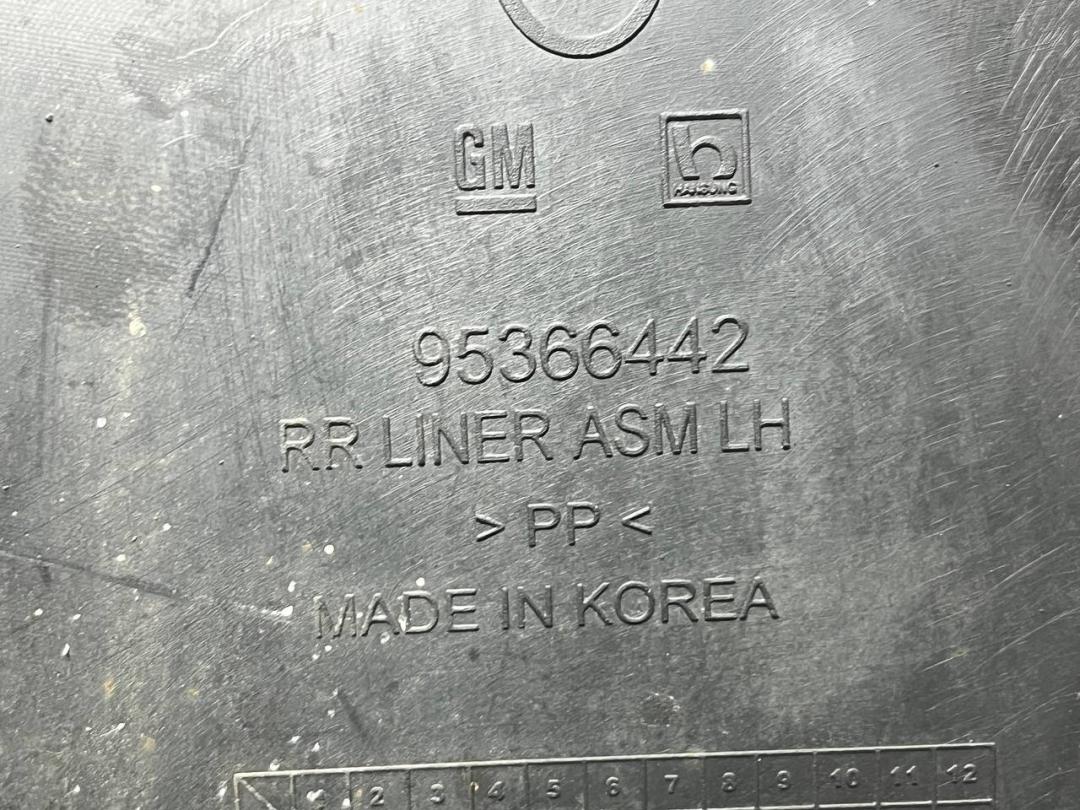 GM
HANSUNG
95366442
RR LINER ASM LH
> PP <
MADE IN KOREA
1 2 3 4 5 6 7 8 9 10 11 12